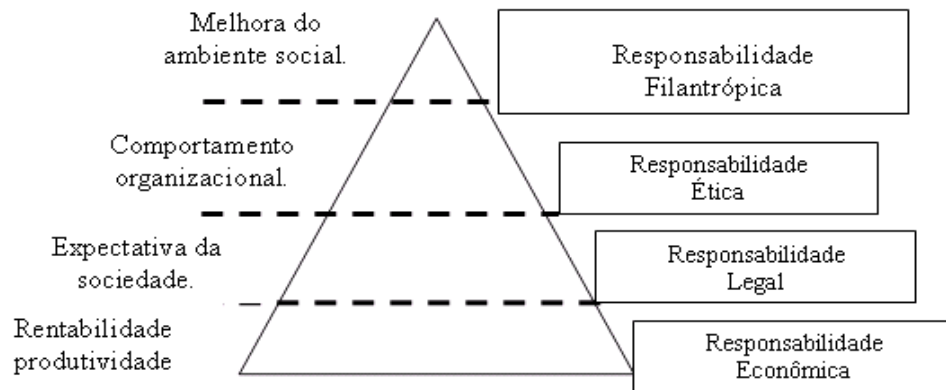 Melhora do
ambiente social.
Responsabilidade
Filantrópica
Comportamento
organizacional.
Responsabilidade
Ética
Expectativa da
sociedade.
Responsabilidade
Legal
Rentabilidade
produtividade
Responsabilidade
Econômica